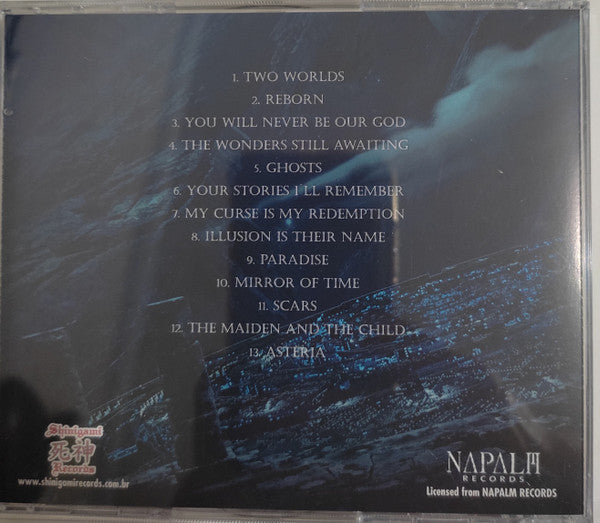 1. TWO WORLDS
2. REBORN
3. YOU WILL NEVER BE OUR GOD
4. THE WONDERS STILL AWAITING
5. GHOSTS
6. YOUR STORIES I LL REMEMBER
7. MY CURSE IS MY REDEMPTION
8. ILLUSION IS THEIR NAME
9. PARADISE
10. MIRROR OF TIME
11. SCARS
12. THE MAIDEN AND THE CHILD
13. ASTERIA
Shinigami
死神
Records
www.shinigamirecords.com.br
NAPALM
RECORDS
Licensed from NAPALM RECORDS